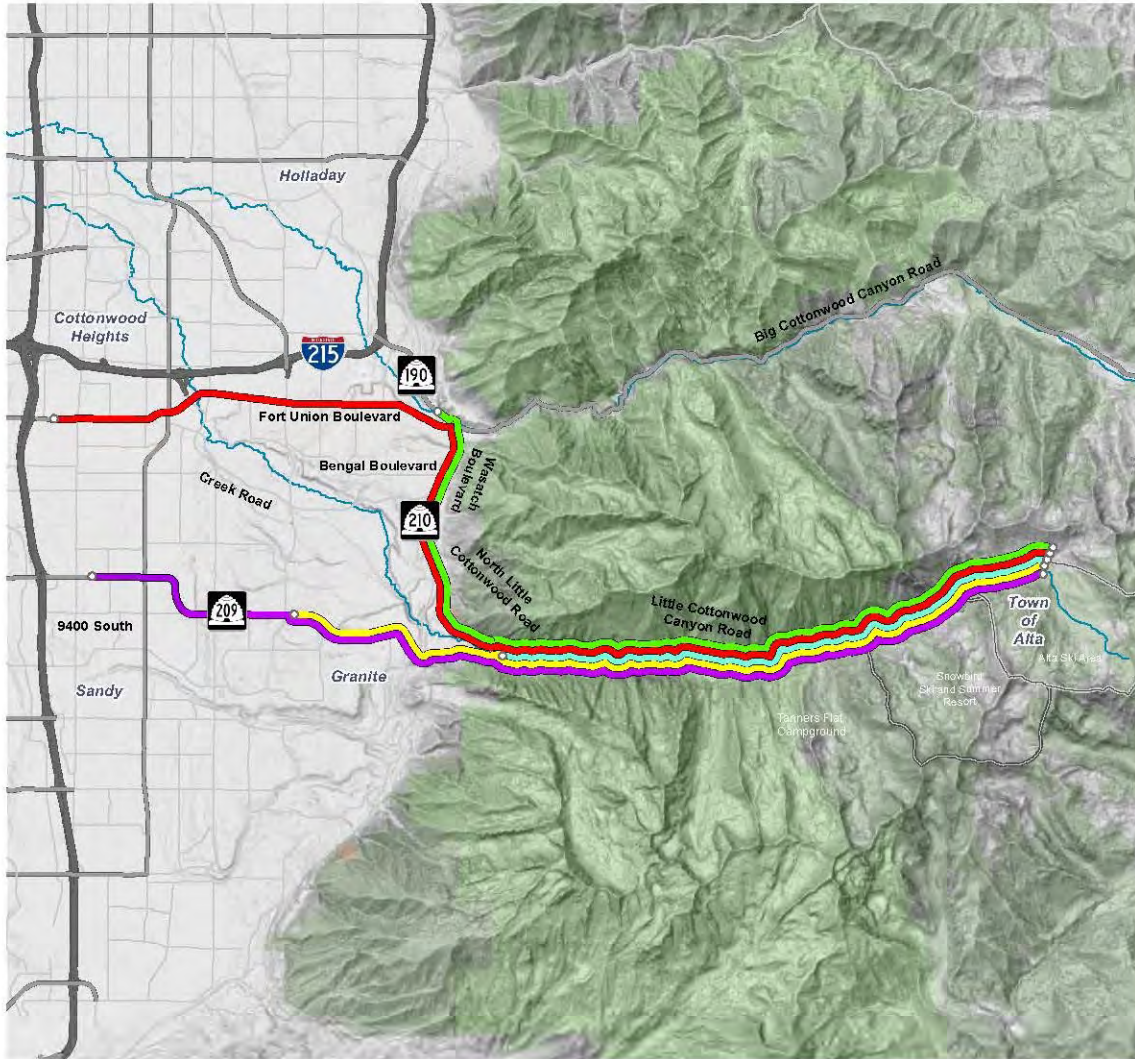 Holladay
Big Cottonwood Canyon Road
Cottonwood
Heights
INTERSTATE
215
190
Fort Union Boulevard
Bengal Boulevard
Wasatch
Boulevard
Creek Road
210
North Little
Cottonwood Road
Little Cottonwood
Canyon Road
209
9400 South
Town
of
Alta
Alta Ski Area
Granite
Sandy
Snowbird
Ski and Summer
Resort
Tanners Flat
Campground